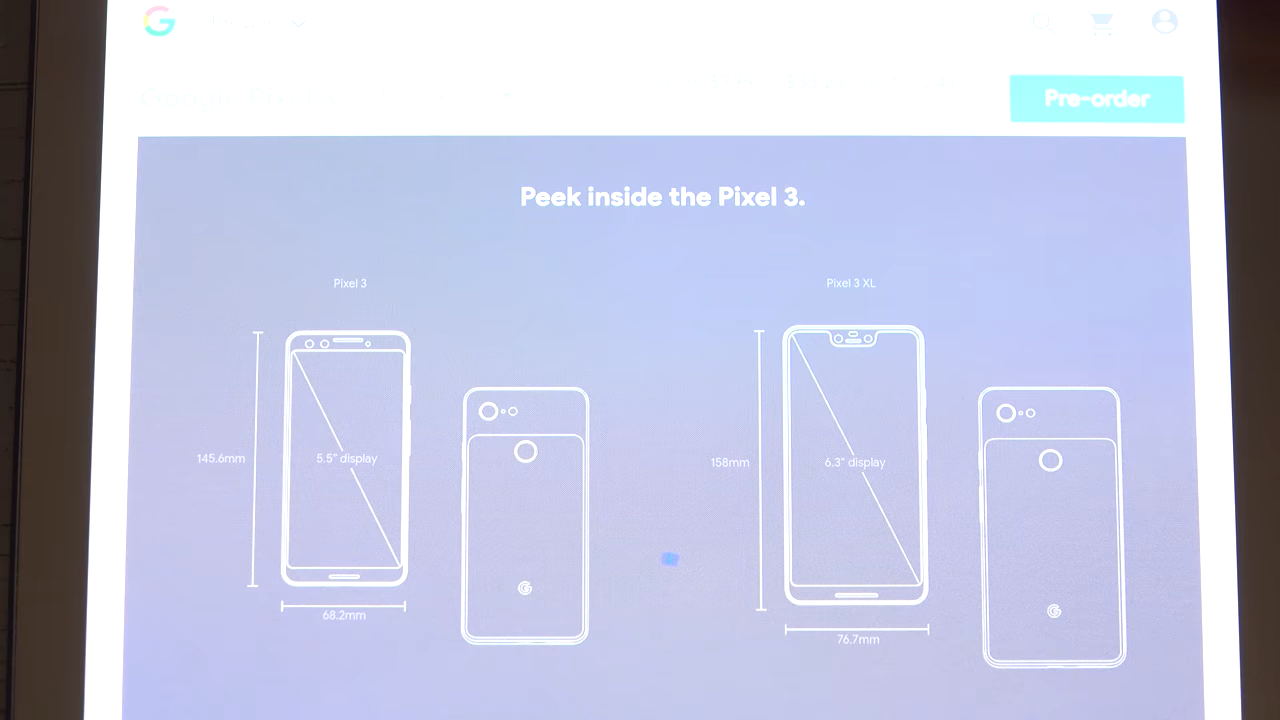 Pre-order
Peek inside the Pixel 3.
Pixel 3
Pixel 3 XL
145.6mm
5.5" display
68.2mm
158mm
6.3" display
76.7mm